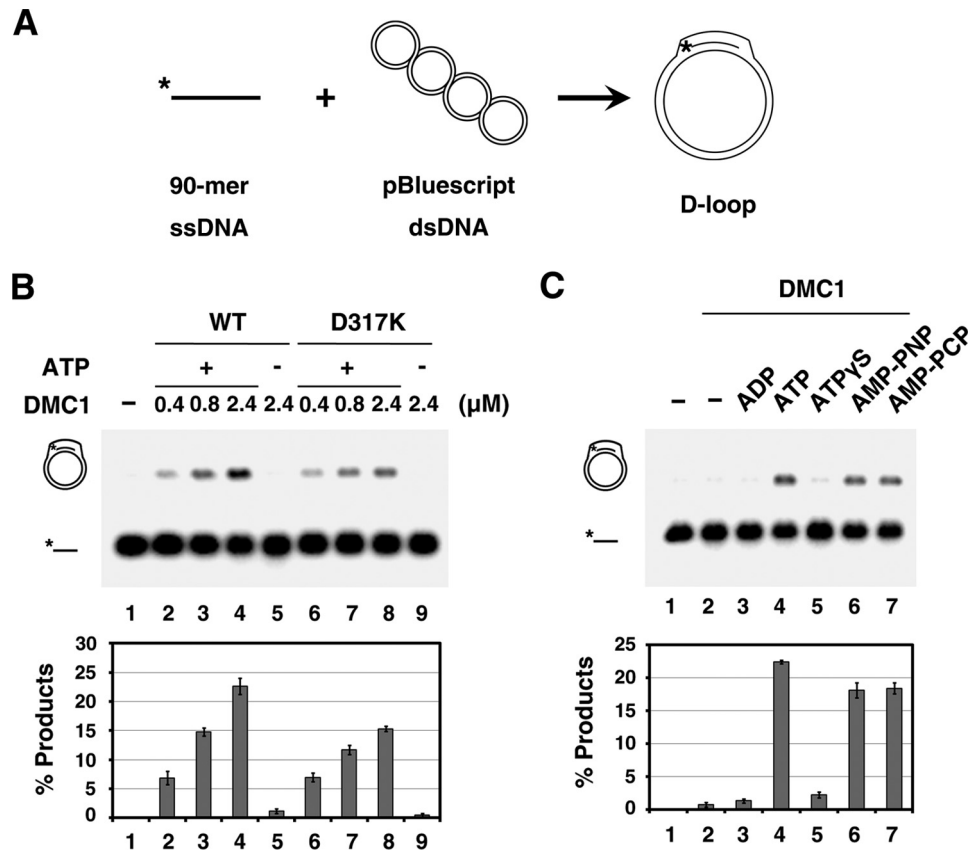 A
*
+
90-mer
ssDNA
pBluescript
dsDNA
*
D-loop
B
WT D317K
ATP + - + -
DMC1 – 0.4 0.8 2.4 2.4 0.4 0.8 2.4 2.4 (µM)
*
*
1 2 3 4 5 6 7 8 9
% Products
30
25
20
15
10
5
0
1 2 3 4 5 6 7 8 9
C
DMC1
– – ADP ATP ATPγS AMP-PNP AMP-PCP
*
*
1 2 3 4 5 6 7
% Products
25
20
15
10
5
0
1 2 3 4 5 6 7